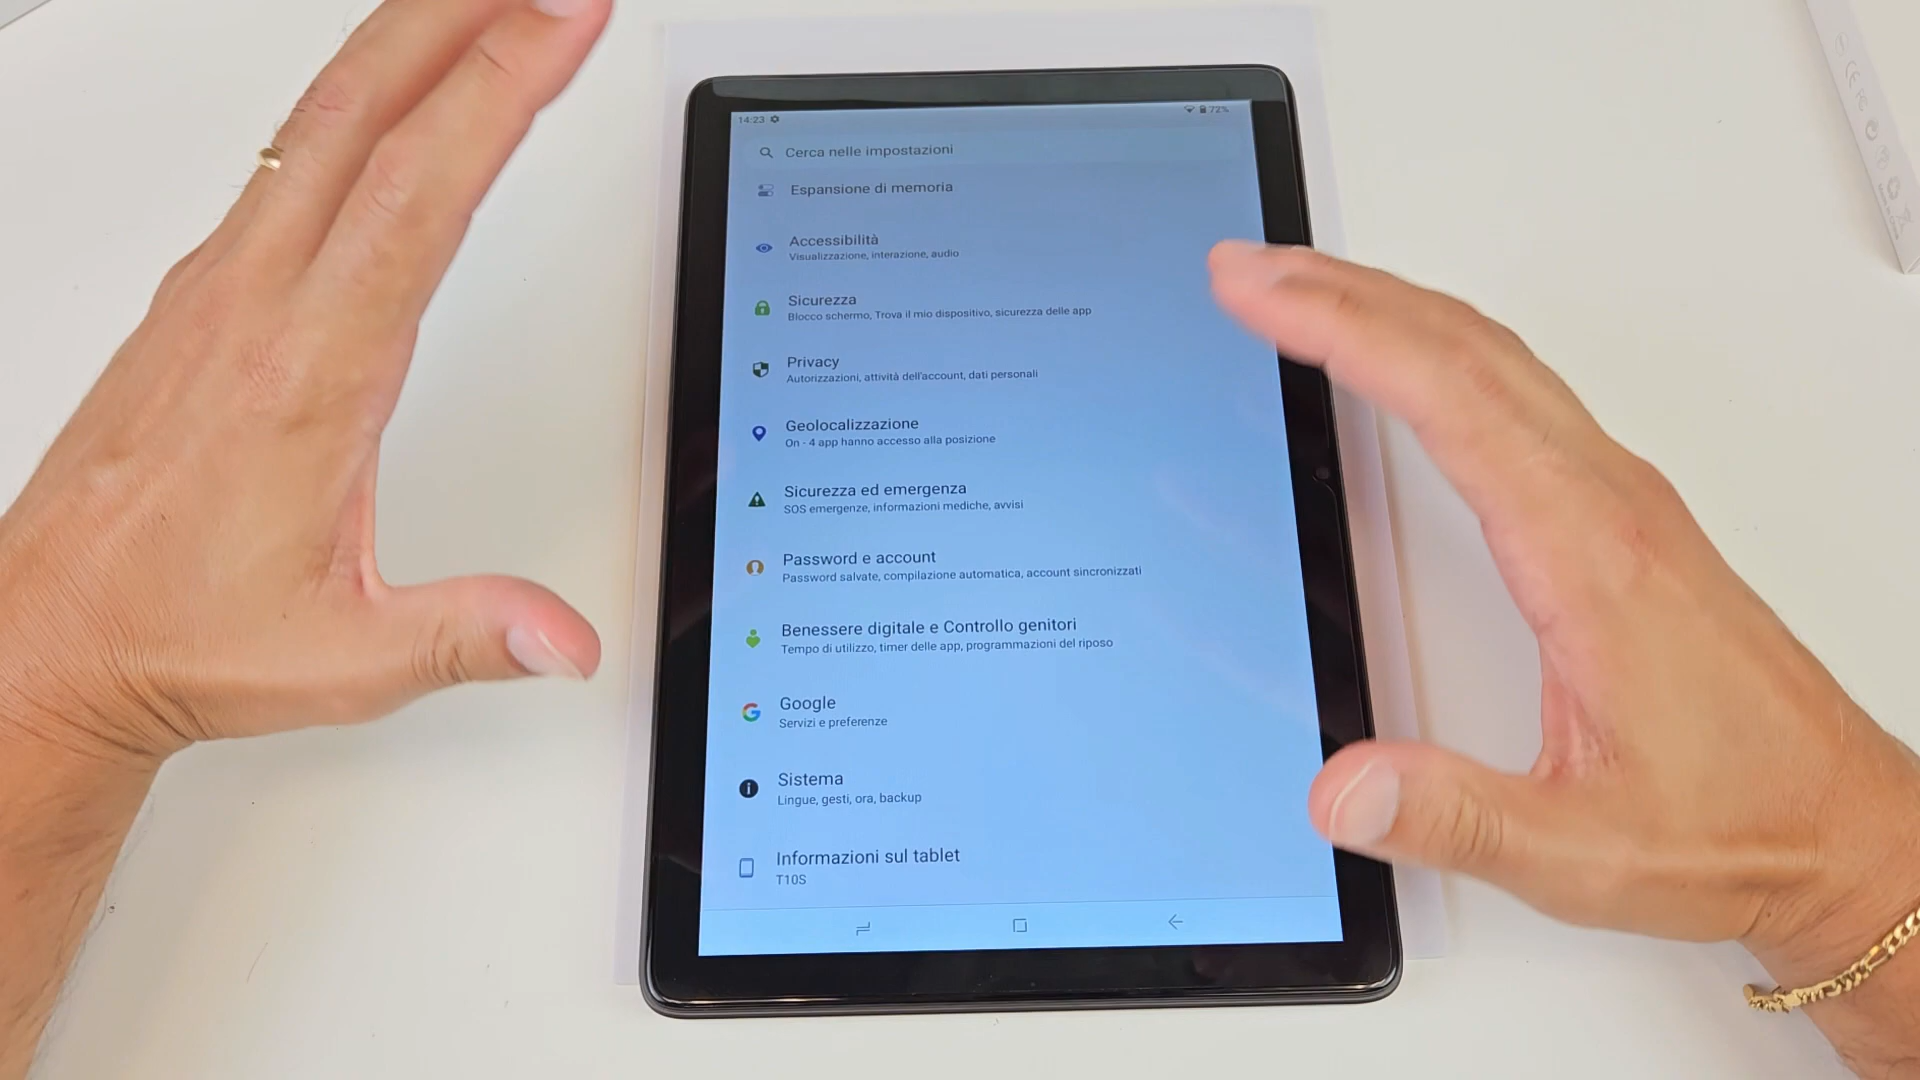 14:23
72%
Cerca nelle impostazioni
Espansione di memoria
Accessibilità
Visualizzazione, interazione, audio
Sicurezza
Blocco schermo, Trova il mio dispositivo, sicurezza delle app
Privacy
Autorizzazioni, attività dell'account, dati personali
Geolocalizzazione
On - 4 app hanno accesso alla posizione
Sicurezza ed emergenza
SOS emergenze, informazioni mediche, avvisi
Password e account
Password salvate, compilazione automatica, account sincronizzati
Benessere digitale e Controllo genitori
Tempo di utilizzo, timer delle app, programmazioni del riposo
Google
Servizi e preferenze
Sistema
Lingue, gesti, ora, backup
Informazioni sul tablet
T10S